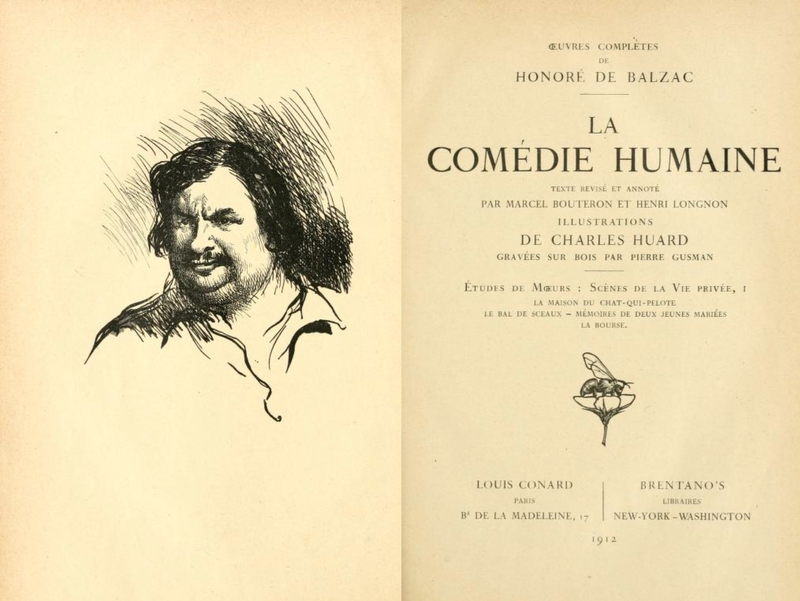 ŒUVRES COMPLÈTES
DE
HONORÉ DE BALZAC
LA
COMÉDIE HUMAINE
TEXTE REVISÉ ET ANNOTÉ
PAR MARCEL BOUTERON ET HENRI LONGNON
ILLUSTRATIONS
DE CHARLES HUARD
GRAVÉES SUR BOIS PAR PIERRE GUSMAN
ÉTUDES DE MŒURS : SCÈNES DE LA VIE PRIVÉE, I
LA MAISON DU CHAT-QUI-PELOTE
LE BAL DE SCEAUX – MÉMOIRES DE DEUX JEUNES MARIÉES
LA BOURSE.
LOUIS CONARD
PARIS
Bᵈ DE LA MADELEINE, 17
BRENTANO'S
LIBRAIRES
NEW-YORK – WASHINGTON
1912